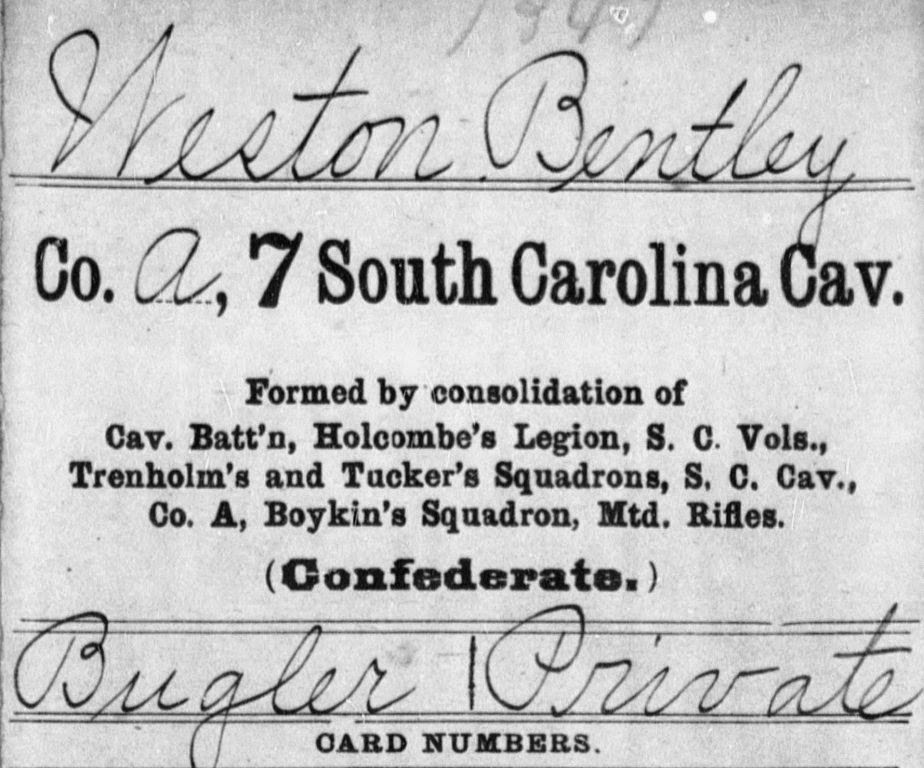 Weston Bentley
Co. A, 7 South Carolina Cav.
Formed by consolidation of
Cav. Batt'n, Holcombe's Legion, S. C. Vols.,
Trenholm's and Tucker's Squadrons, S. C. Cav.,
Co. A, Boykin's Squadron, Mtd. Rifles.
(Confederate.)
Bugler | Private
CARD NUMBERS.